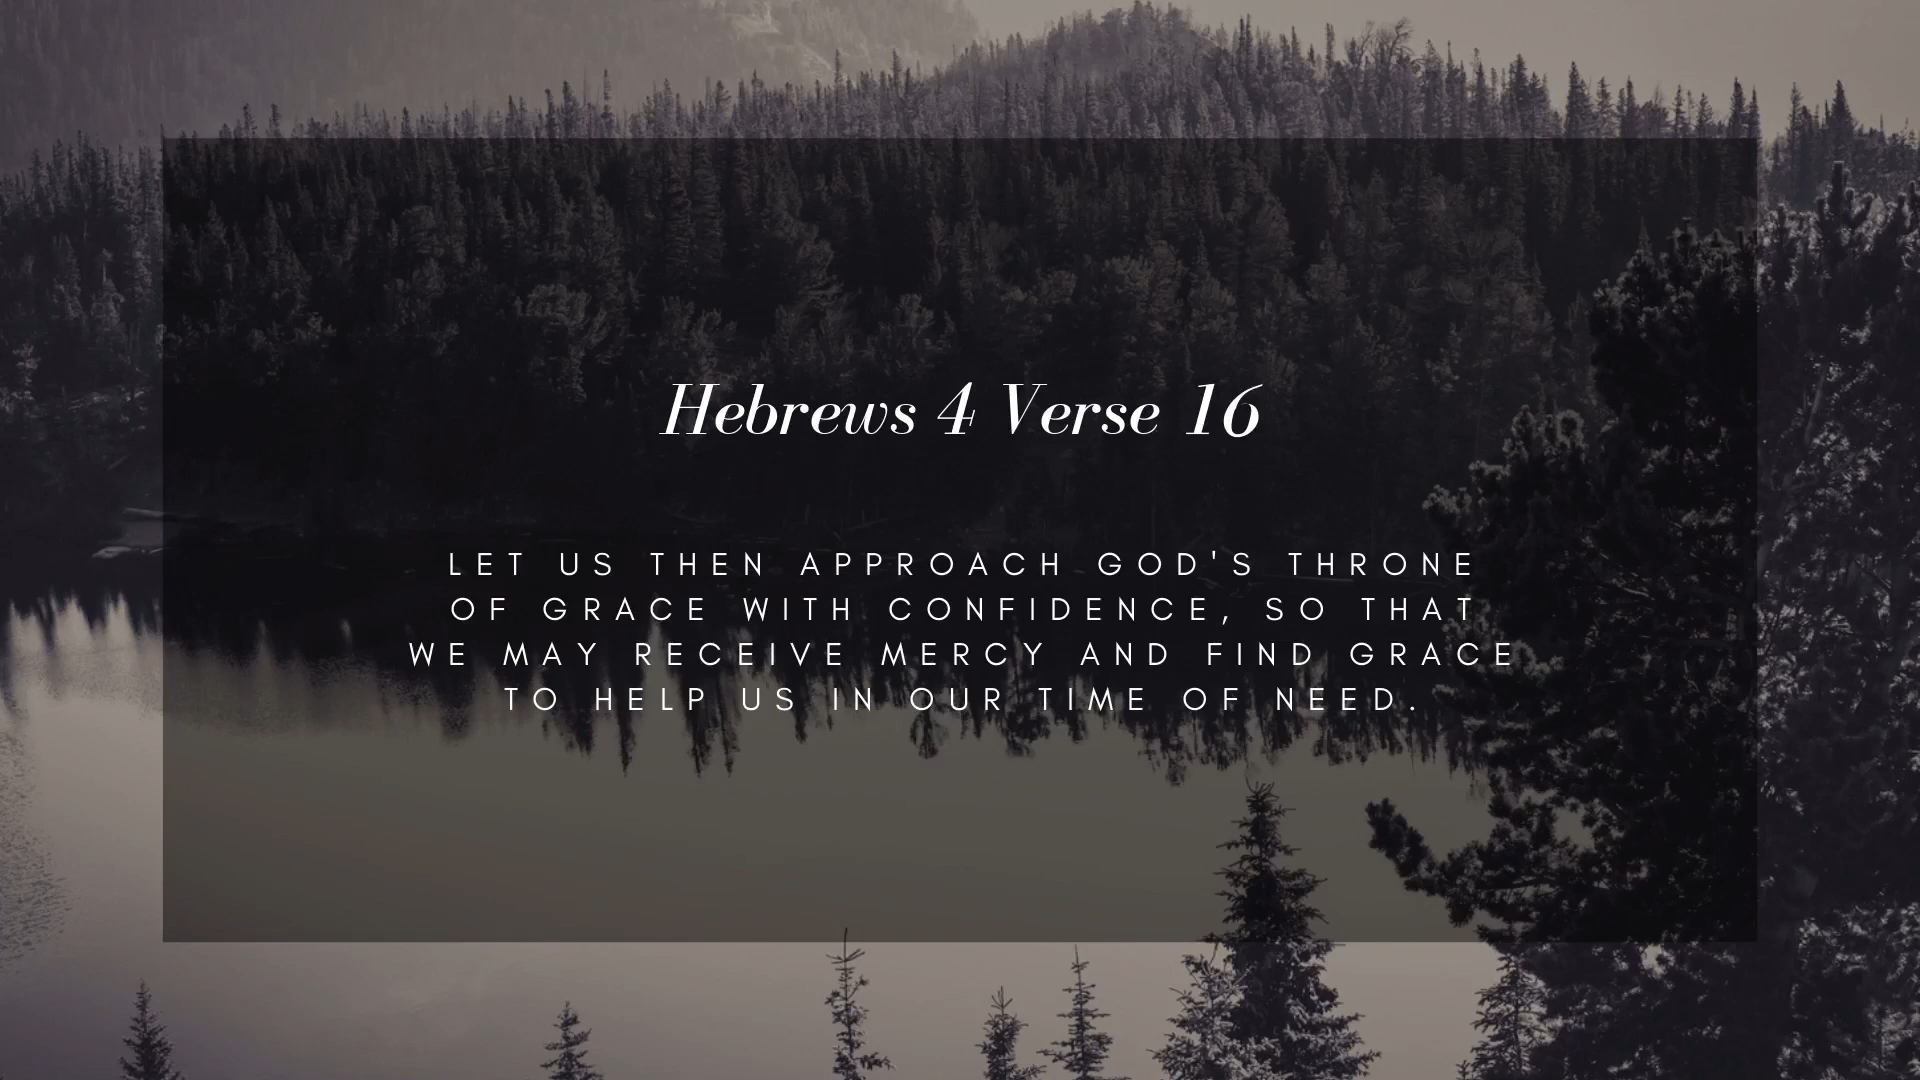 Hebrews 4 Verse 16
LET US THEN APPROACH GOD'S THRONE
OF GRACE WITH CONFIDENCE, SO THAT
WE MAY RECEIVE MERCY AND FIND GRACE
TO HELP US IN OUR TIME OF NEED.